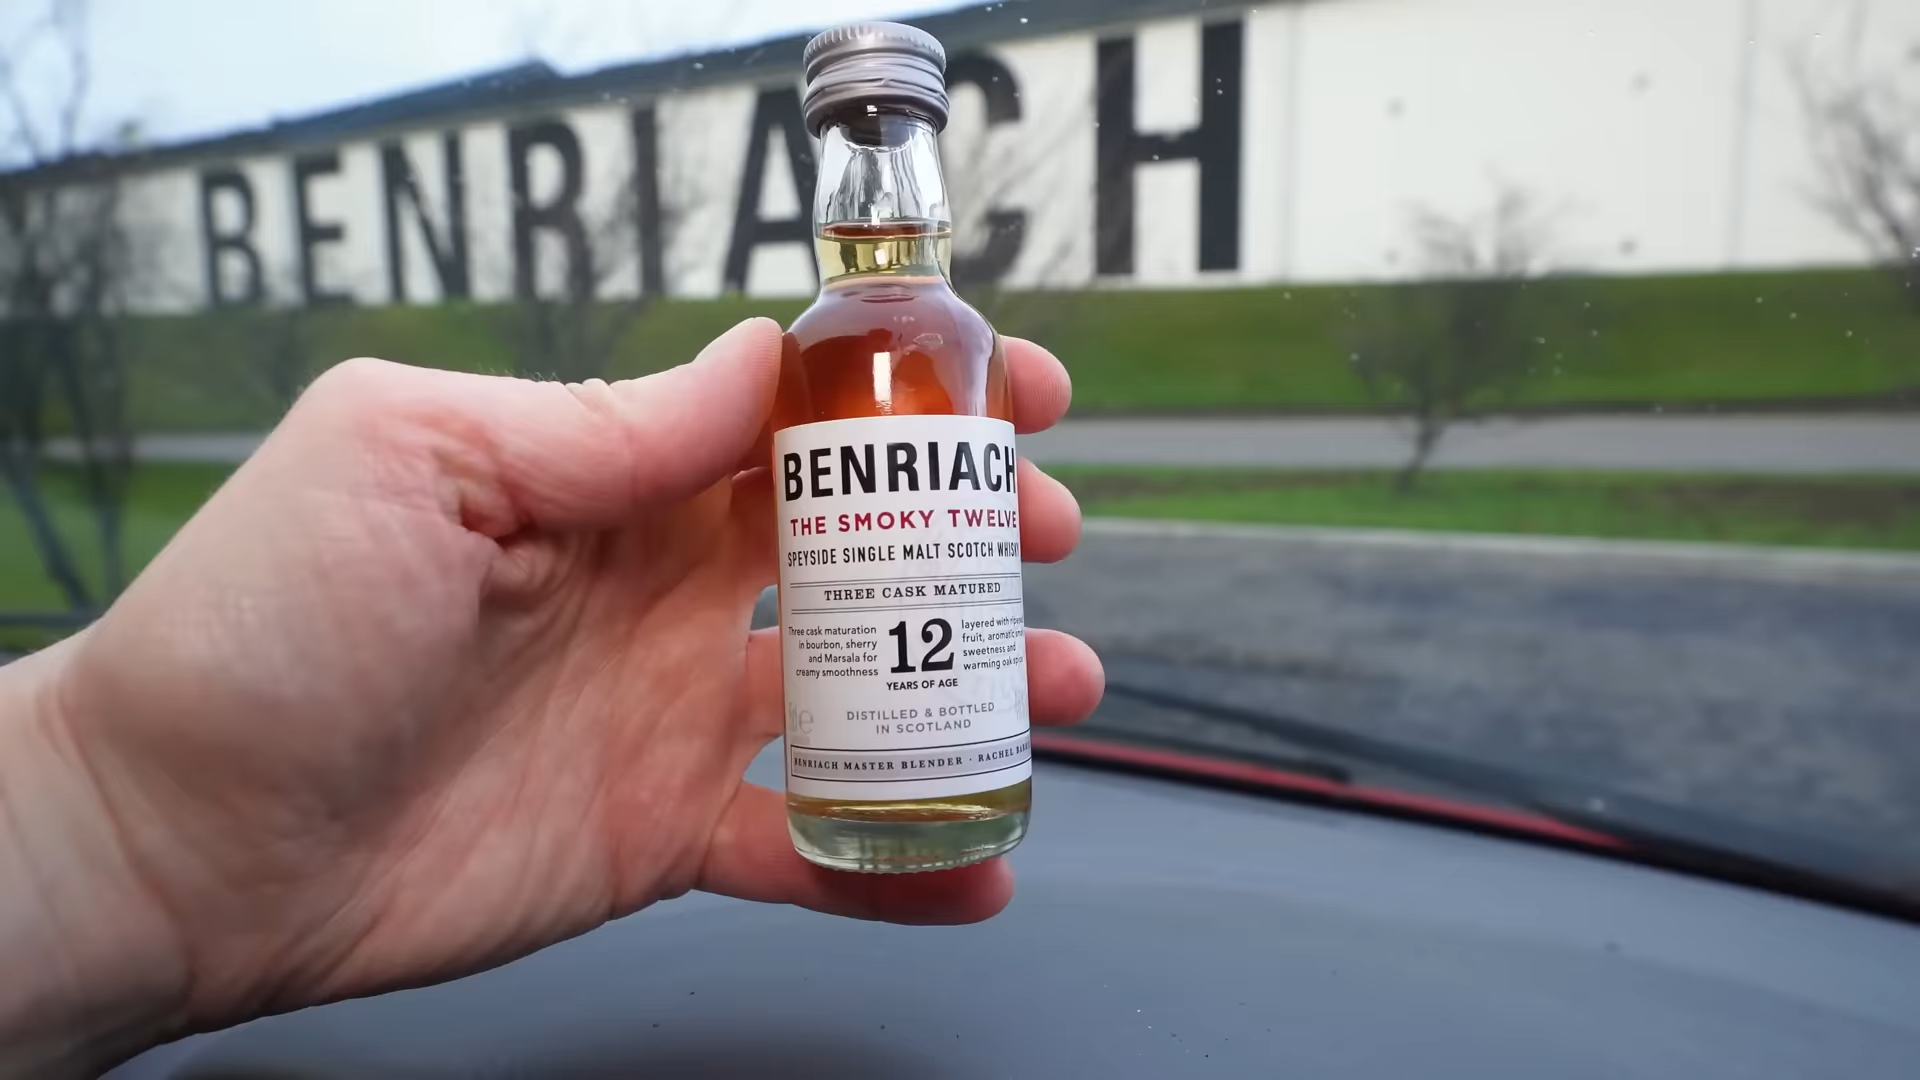 BENRIACH
BENRIACH
THE SMOKY TWELVE
SPEYSIDE SINGLE MALT SCOTCH WHISKY
THREE CASK MATURED
Three cask maturation
in bourbon, sherry
and Marsala for
creamy smoothness
12
YEARS OF AGE
layered with
fruit, aromatic
sweetness and
warming oak
DISTILLED & BOTTLED
IN SCOTLAND
BENRIACH MASTER BLENDER · RACHEL